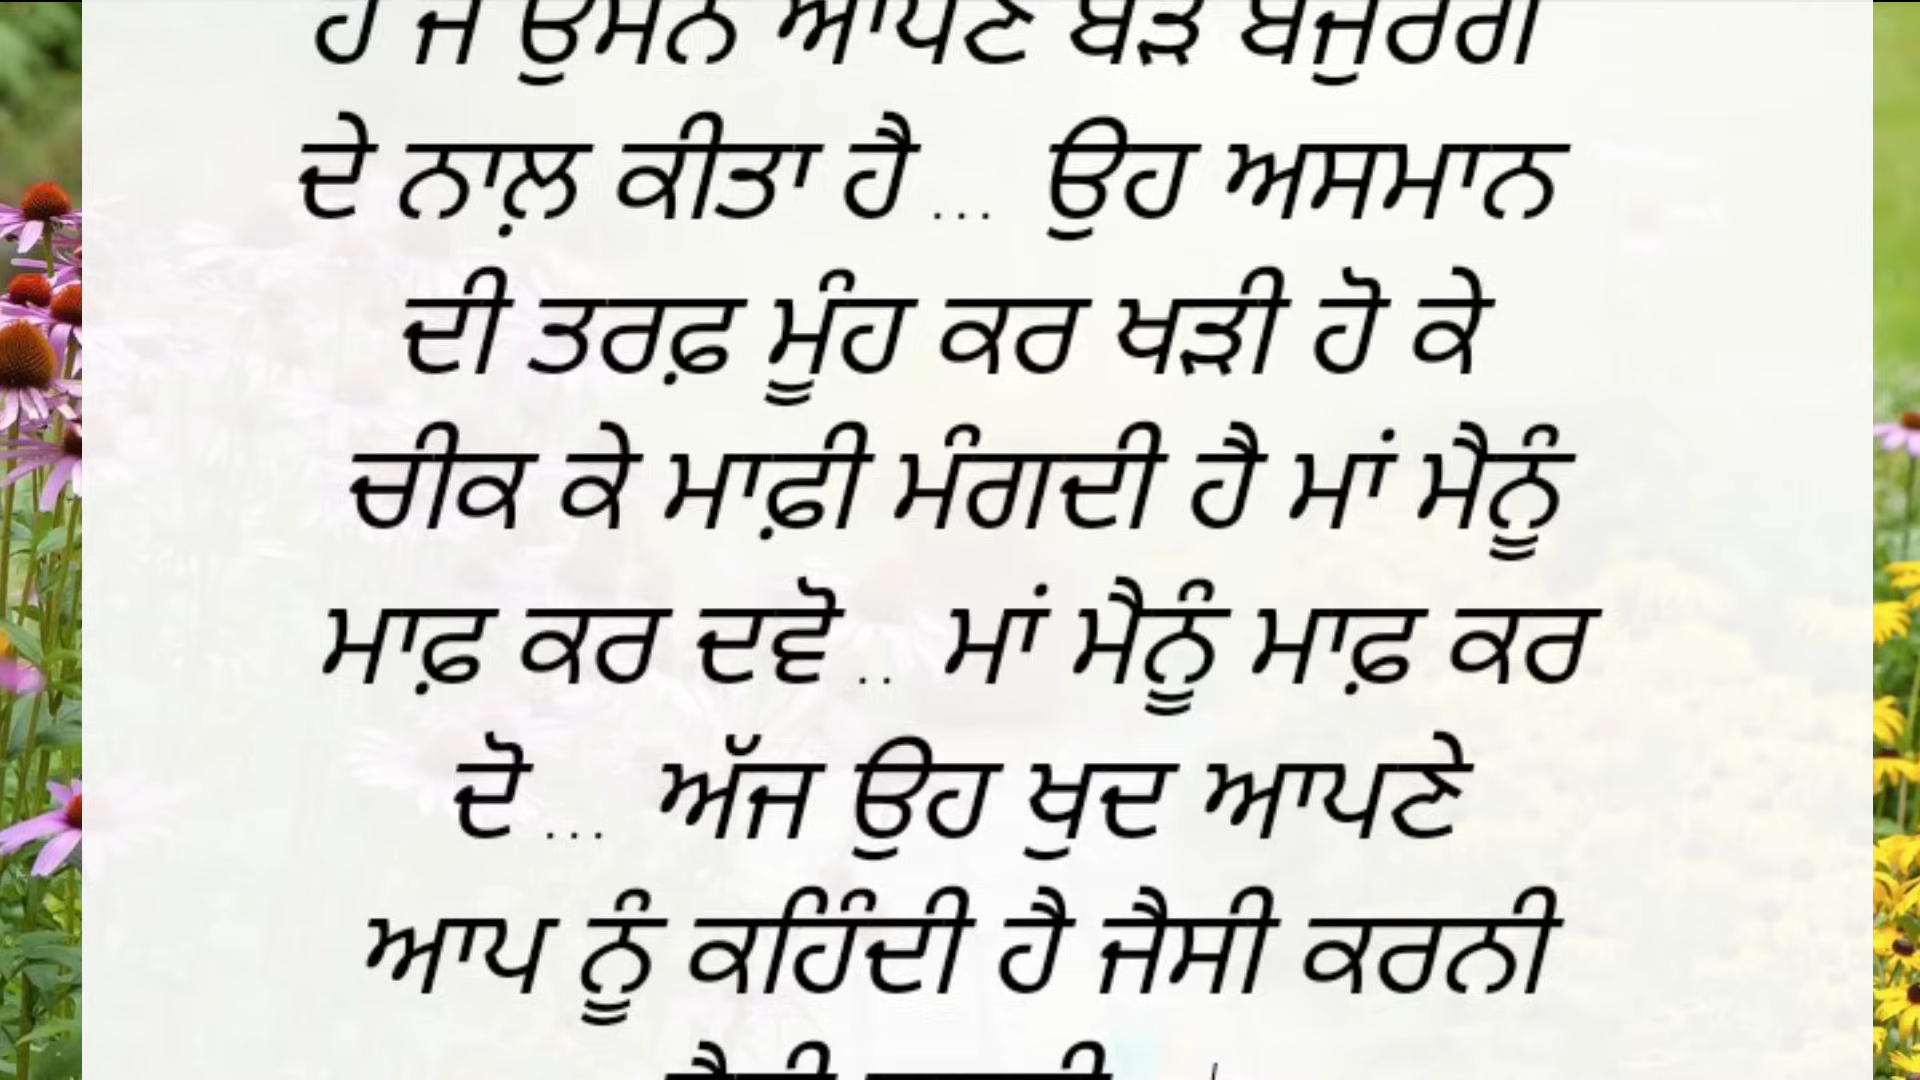 ਦੇ ਨਾਲ਼ ਕੀਤਾ ਹੈ ... ਉਹ ਅਸਮਾਨ
ਦੀ ਤਰਫ਼ ਮੂੰਹ ਕਰ ਖੜੀ ਹੋ ਕੇ
ਚੀਕ ਕੇ ਮਾਫ਼ੀ ਮੰਗਦੀ ਹੈ ਮਾਂ ਮੈਨੂੰ
ਮਾਫ਼ ਕਰ ਦਵੋ .. ਮਾਂ ਮੈਨੂੰ ਮਾਫ਼ ਕਰ
ਦੋ ... ਅੱਜ ਉਹ ਖੁਦ ਆਪਣੇ
ਆਪ ਨੂੰ ਕਹਿੰਦੀ ਹੈ ਜੈਸੀ ਕਰਨੀ